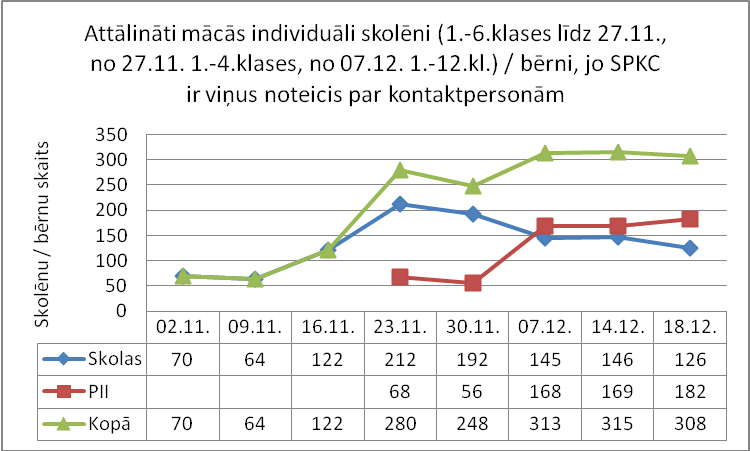 Attālināti mācās individuāli skolēni (1.-6.klases līdz 27.11.,
no 27.11. 1.-4.klases, no 07.12. 1.-12.kl.) / bērni, jo SPKC
ir viņus noteicis par kontaktpersonām
Skolēnu / bērnu skaits
350
300
250
200
150
100
50
0
02.11. 09.11. 16.11. 23.11. 30.11. 07.12. 14.12. 18.12.
Skolas 70 64 122 212 192 145 146 126
PII 68 56 168 169 182
Kopā 70 64 122 280 248 313 315 308